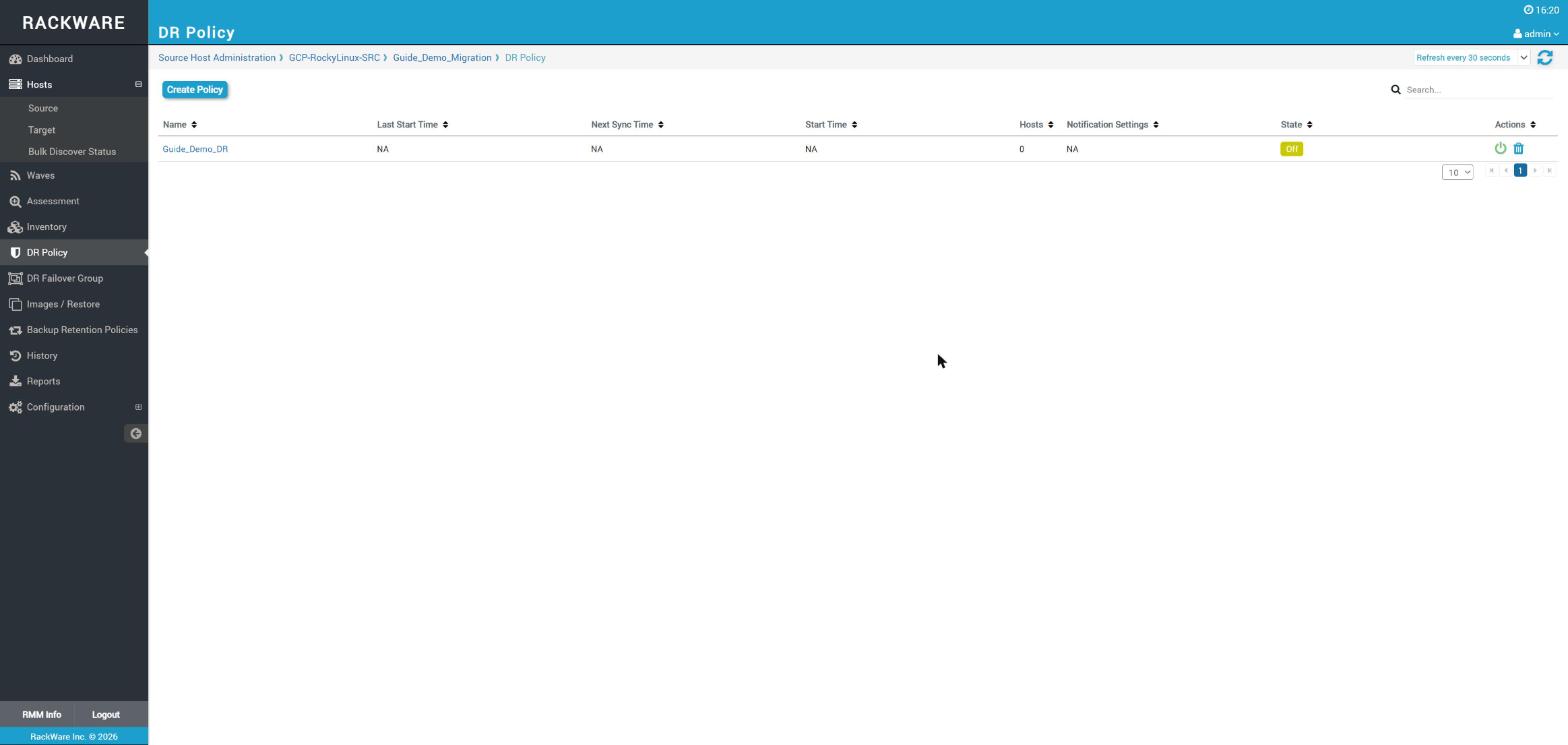 RACKWARE
16:20
DR Policy
admin
Source Host Administration GCP-RockyLinux-SRC Guide_Demo_Migration DR Policy
Refresh every 30 seconds
Dashboard
Hosts
Source
Target
Bulk Discover Status
Waves
Assessment
Inventory
DR Policy
DR Failover Group
Images / Restore
Backup Retention Policies
History
Reports
Configuration
RMM Info Logout
RackWare Inc. © 2026
Create Policy
Search...
Name Last Start Time Next Sync Time Start Time Hosts Notification Settings State Actions
Guide_Demo_DR NA NA NA 0 NA Off
10 1